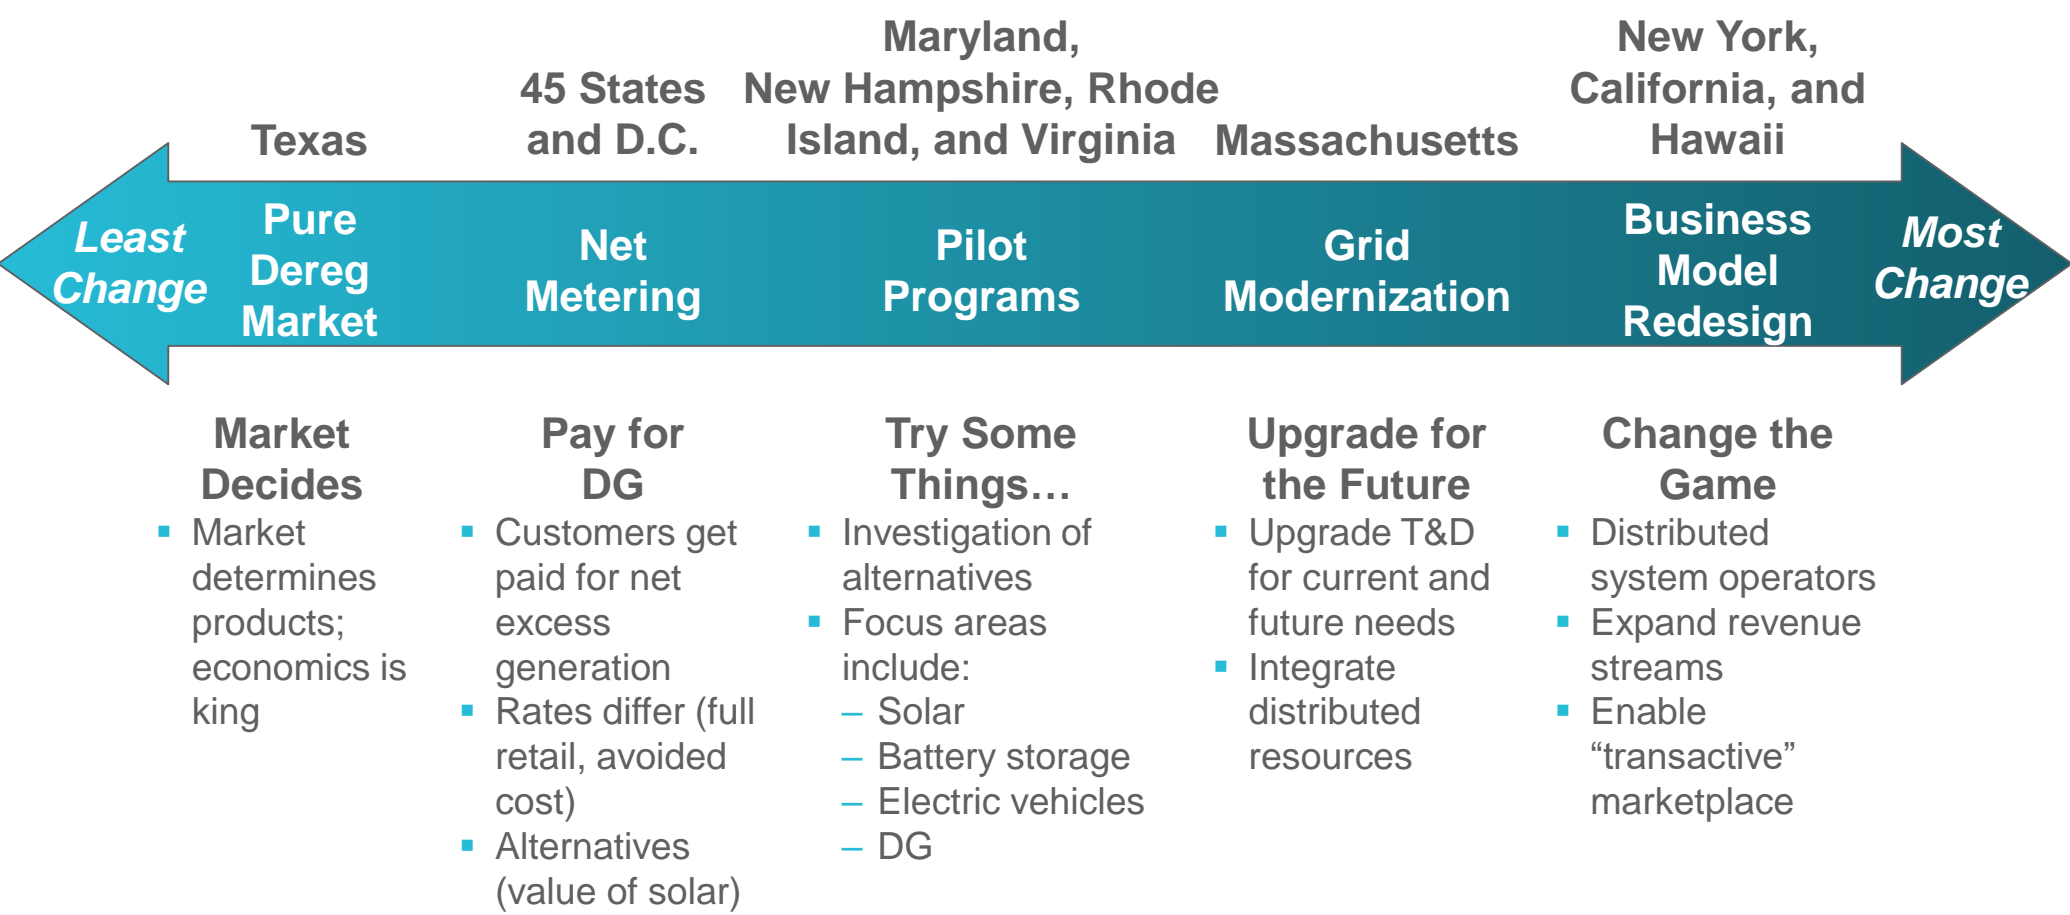 Texas
45 States
and D.C.
Maryland,
New Hampshire, Rhode
Island, and Virginia
Massachusetts
New York,
California, and
Hawaii
Least
Change
Pure
Dereg
Market
Net
Metering
Pilot
Programs
Grid
Modernization
Business
Model
Redesign
Most
Change
Market
Decides
▪ Market
determines
products;
economics is
king
Pay for
DG
▪ Customers get
paid for net
excess
generation
▪ Rates differ (full
retail, avoided
cost)
▪ Alternatives
(value of solar)
Try Some
Things…
▪ Investigation of
alternatives
▪ Focus areas
include:
– Solar
– Battery storage
– Electric vehicles
– DG
Upgrade for
the Future
▪ Upgrade T&D
for current and
future needs
▪ Integrate
distributed
resources
Change the
Game
▪ Distributed
system operators
▪ Expand revenue
streams
▪ Enable
“transactive”
marketplace